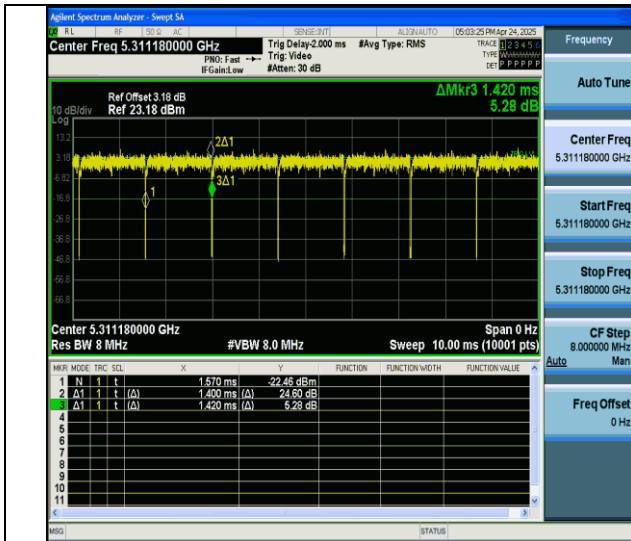 Agilent Spectrum Analyzer - Swept SA
RL RF 50 Ω AC SENSE:INT ALIGN AUTO 05:03:25 PM Apr 24, 2025
Center Freq 5.311180000 GHz Trig Delay-2.000 ms #Avg Type: RMS TRACE 1 2 3 4 5 6
PNO: Fast Trig: Video TYPE
IFGain:Low #Atten: 30 dB DET P P P P P P
Frequency
Auto Tune
Center Freq
5.311180000 GHz
Start Freq
5.311180000 GHz
Stop Freq
5.311180000 GHz
CF Step
8.000000 MHz
Auto Man
Freq Offset
0 Hz
ΔMkr3 1.420 ms
5.28 dB
Ref Offset 3.18 dB
10 dB/div Ref 23.18 dBm
Log
13.2
3.18
-6.82
-16.8
-26.8
-36.8
-46.8
-56.8
-66.8
2Δ1
3Δ1
1
Center 5.311180000 GHz Span 0 Hz
Res BW 8 MHz #VBW 8.0 MHz Sweep 10.00 ms (10001 pts)
MKR MODE TRC SCL X Y FUNCTION FUNCTION WIDTH FUNCTION VALUE
1 N 1 t 1.570 ms -22.46 dBm
2 Δ1 1 t (Δ) 1.400 ms (Δ) 24.60 dB
3 Δ1 1 t (Δ) 1.420 ms (Δ) 5.28 dB
4
5
6
7
8
9
10
11
MSG STATUS